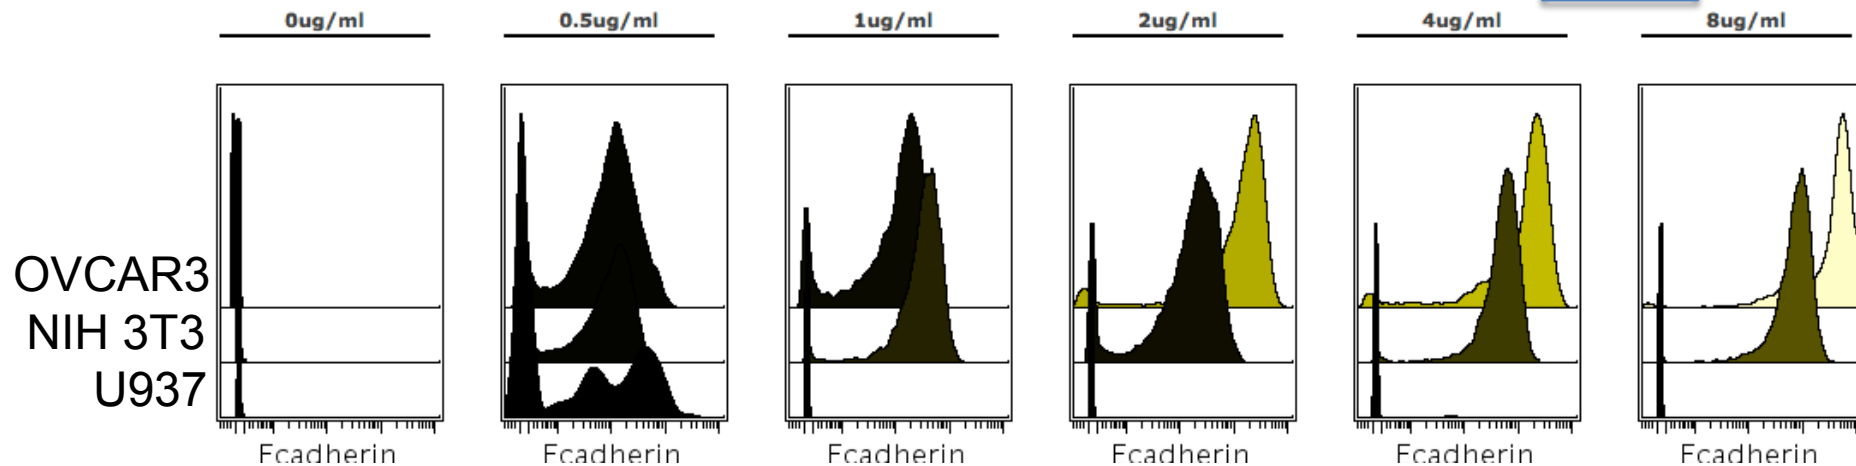 0ug/ml 0.5ug/ml 1ug/ml 2ug/ml 4ug/ml 8ug/ml
OVCAR3
NIH 3T3
U937
Ecadherin Ecadherin Ecadherin Ecadherin Ecadherin Ecadherin